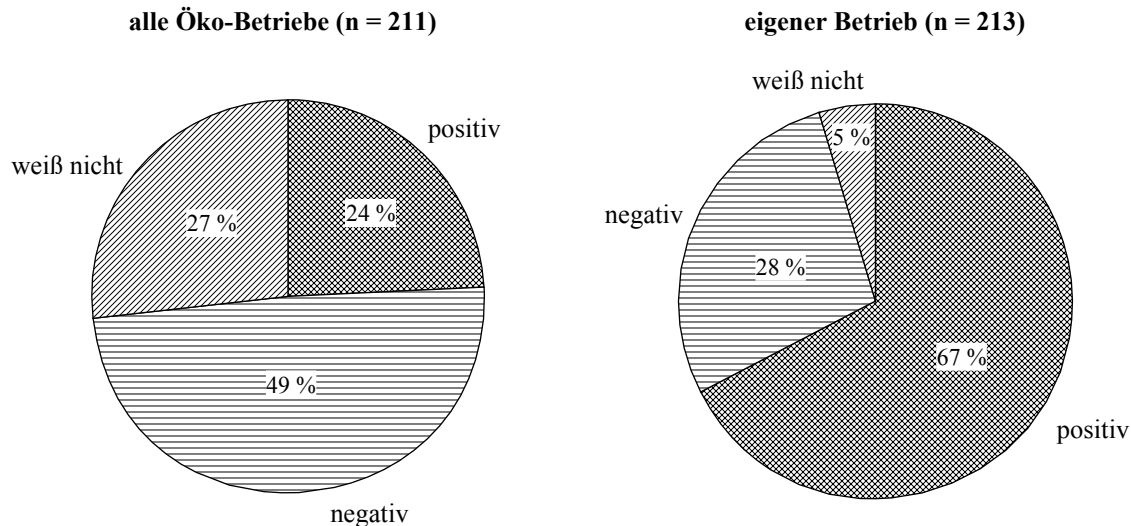 alle Öko-Betriebe (n = 211)
positiv
weiß nicht
24 %
27 %
49 %
negativ
eigener Betrieb (n = 213)
weiß nicht
5 %
negativ
28 %
67 %
positiv